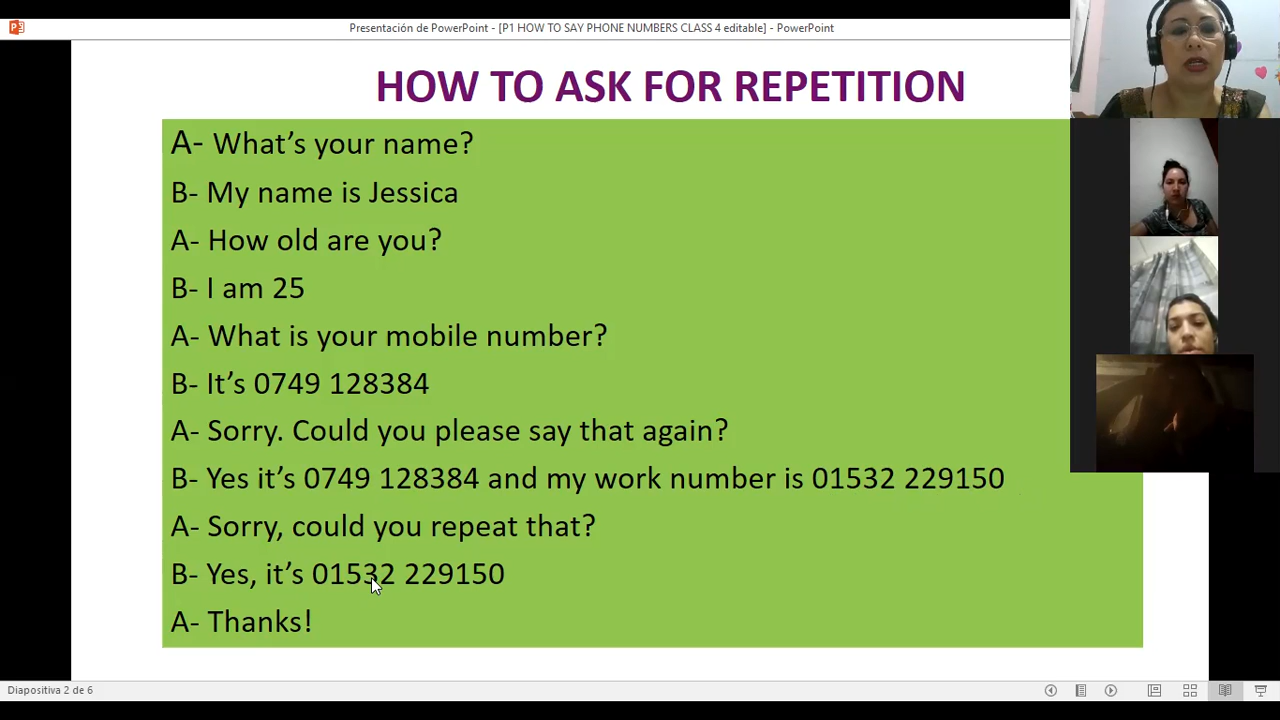 Presentación de PowerPoint - [P1 HOW TO SAY PHONE NUMBERS CLASS 4 editable] - PowerPoint
HOW TO ASK FOR REPETITION
A- What's your name?
B- My name is Jessica
A- How old are you?
B- I am 25
A- What is your mobile number?
B- It's 0749 128384
A- Sorry. Could you please say that again?
B- Yes it's 0749 128384 and my work number is 01532 229150
A- Sorry, could you repeat that?
B- Yes, it's 01532 229150
A- Thanks!
Diapositiva 2 de 6